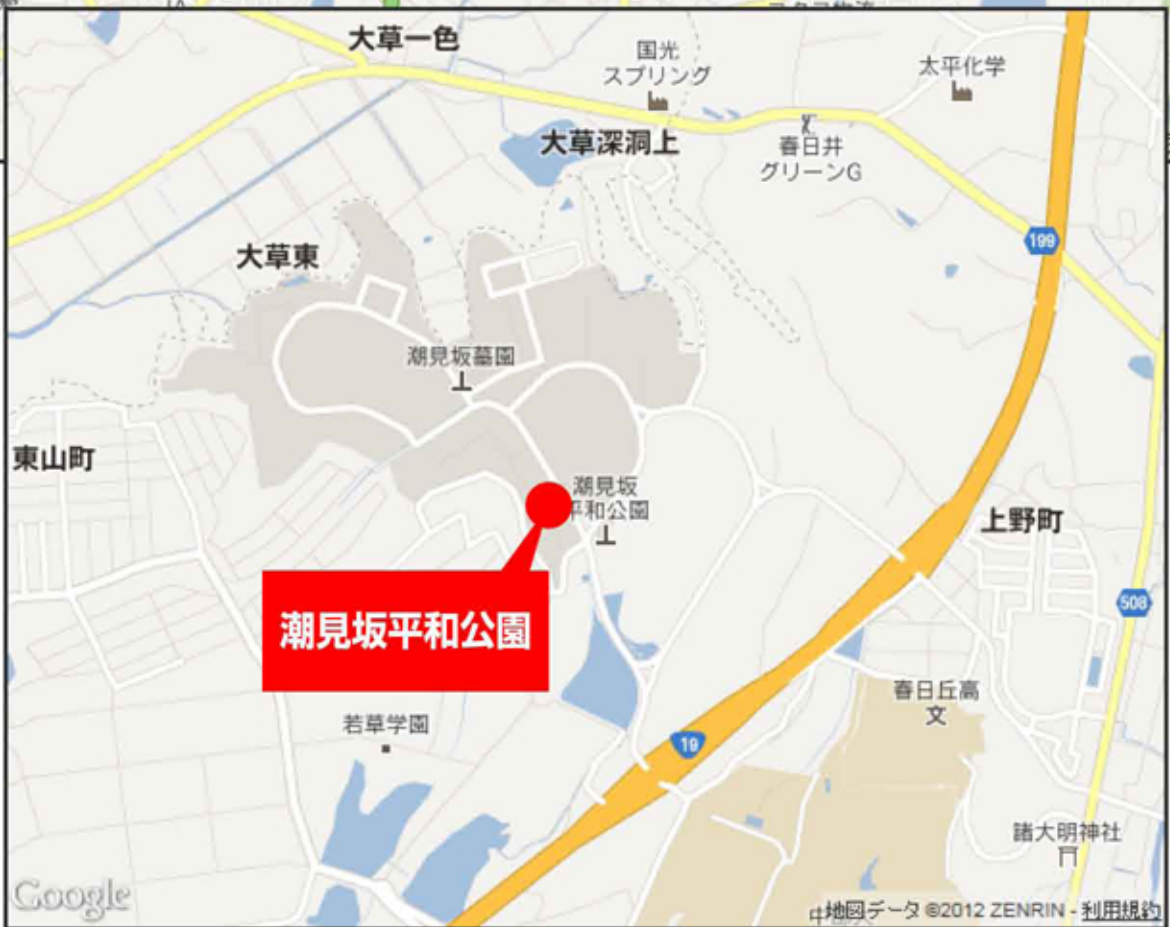 大草一色
国光
スプリング
太平化学
大草深洞上
春日井
グリーンG
199
大草東
潮見坂墓園
東山町
潮見坂
平和公園
上野町
508
潮見坂平和公園
春日丘高
文
若草学園
19
諸大明神社
Google
地図データ ©2012 ZENRIN - 利用規約